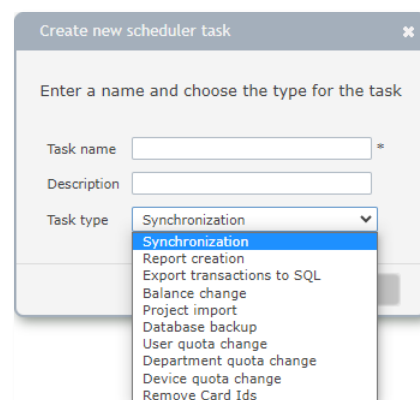 Create new scheduler task
Enter a name and choose the type for the task
Task name *
Description
Task type Synchronization
Synchronization
Report creation
Export transactions to SQL
Balance change
Project import
Database backup
User quota change
Department quota change
Device quota change
Remove Card Ids